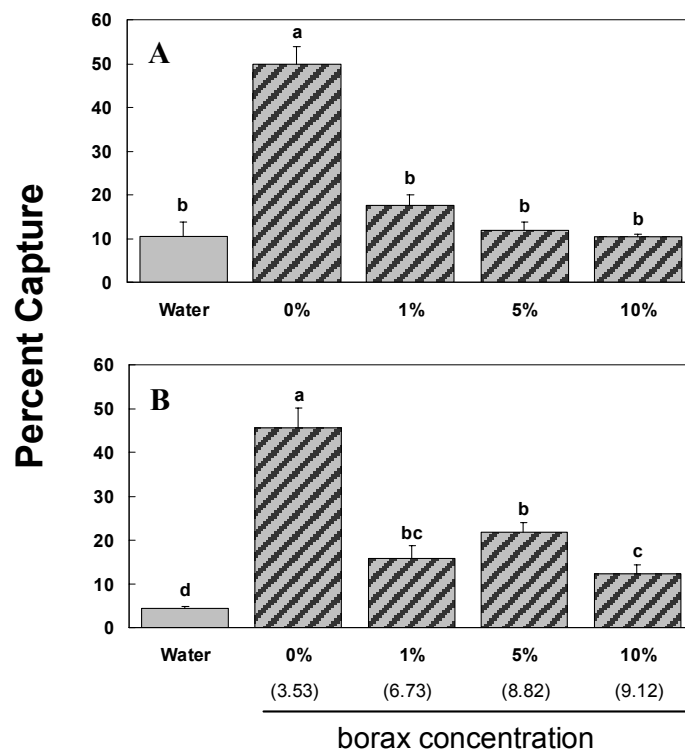 Percent Capture
A
60
50
40
30
20
10
0
a
b
b
b
b
Water 0% 1% 5% 10%
B
60
50
40
30
20
10
0
a
b
bc
c
d
Water 0% 1% 5% 10%
(3.53) (6.73) (8.82) (9.12)
borax concentration